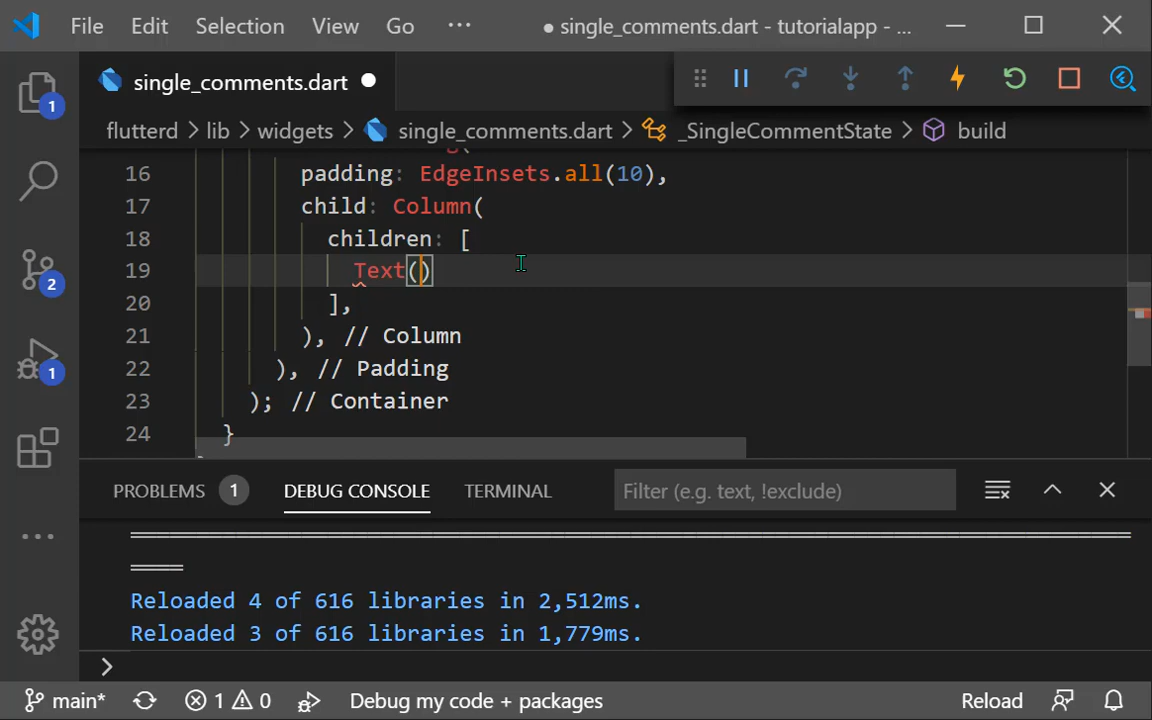 File Edit Selection View Go ··· ● single_comments.dart - tutorialapp - ...
single_comments.dart ●
flutterd > lib > widgets > single_comments.dart > _SingleCommentState > build
16 padding: EdgeInsets.all(10),
17 child: Column(
18 children: [
19 Text()
20 ],
21 ), // Column
22 ), // Padding
23 ); // Container
24 }
1
2
1
PROBLEMS 1 DEBUG CONSOLE TERMINAL Filter (e.g. text, !exclude)
Reloaded 4 of 616 libraries in 2,512ms.
Reloaded 3 of 616 libraries in 1,779ms.
>
main* 1 0 Debug my code + packages Reload